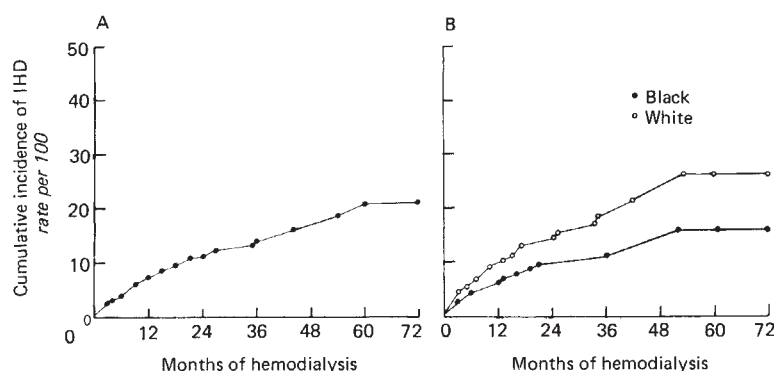 A
B
Cumulative incidence of IHD
rate per 100
50
40
30
20
10
0
0
12
24
36
48
60
72
Months of hemodialysis
Black
White
0
12
24
36
48
60
72
Months of hemodialysis